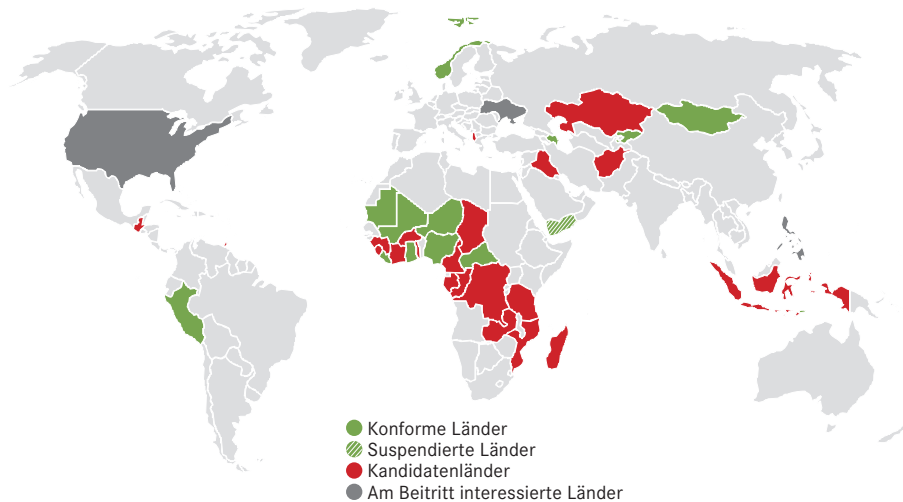 Konforme Länder
Suspendierte Länder
Kandidatenländer
Am Beitritt interessierte Länder